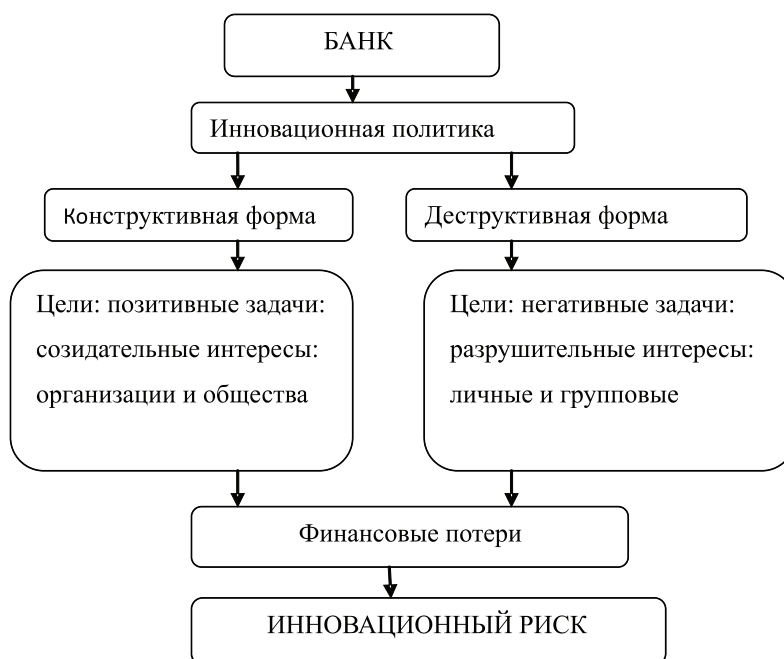 БАНК
Инновационная политика
Конструктивная форма
Деструктивная форма
Цели: позитивные задачи:
созидательные интересы:
организации и общества
Цели: негативные задачи:
разрушительные интересы:
личные и групповые
Финансовые потери
ИННОВАЦИОННЫЙ РИСК